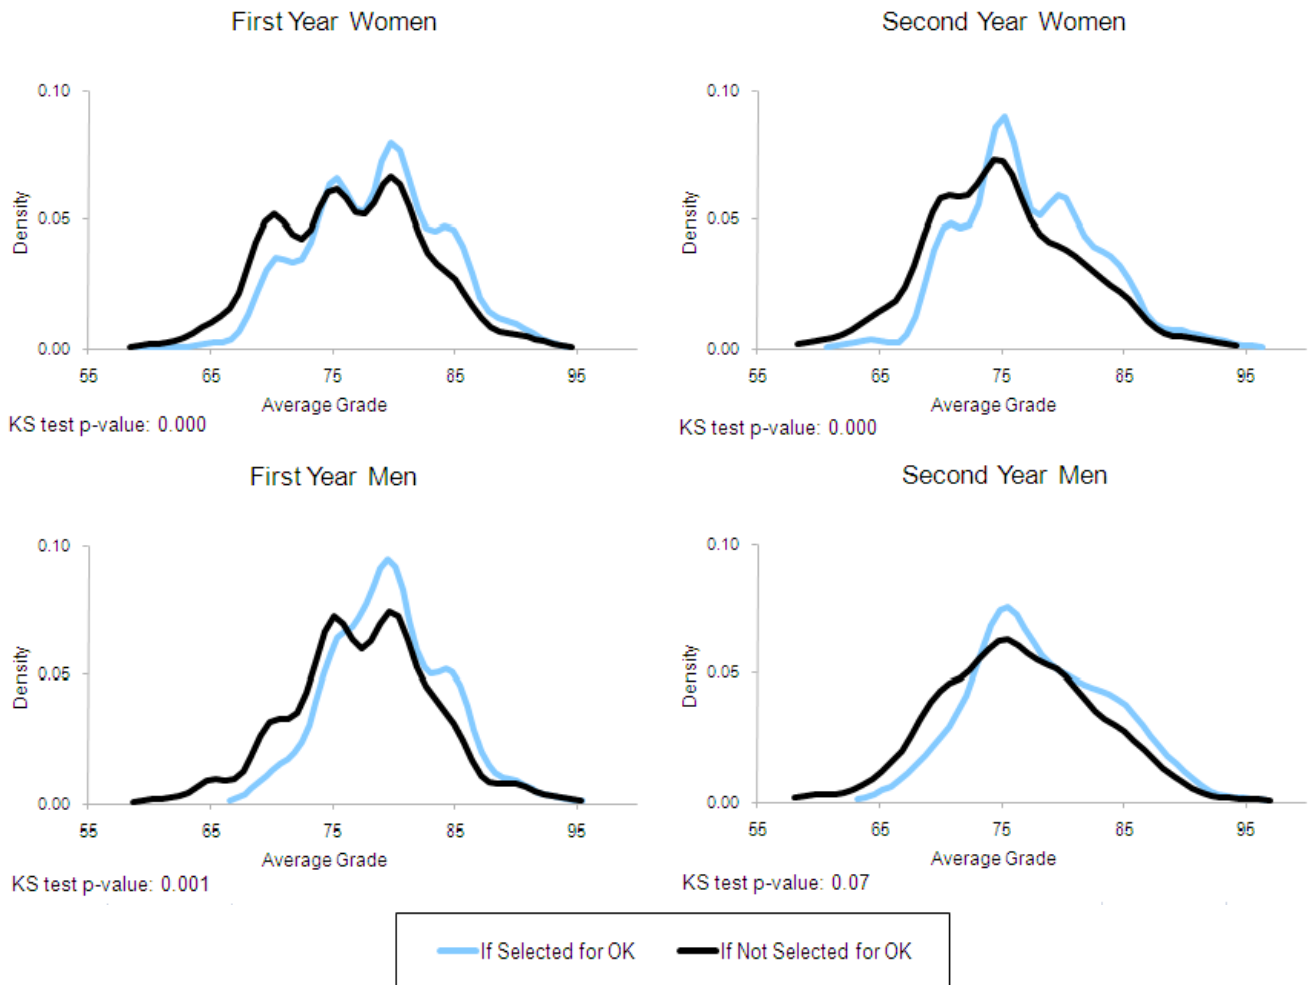 First Year Women
Second Year Women
0.10
0.05
0.00
Density
55 65 75 85 95
Average Grade
KS test p-value: 0.000
0.10
0.05
0.00
Density
55 65 75 85 95
Average Grade
KS test p-value: 0.000
First Year Men
Second Year Men
0.10
0.05
0.00
Density
55 65 75 85 95
Average Grade
KS test p-value: 0.001
0.10
0.05
0.00
Density
55 65 75 85 95
Average Grade
KS test p-value: 0.07
If Selected for OK If Not Selected for OK